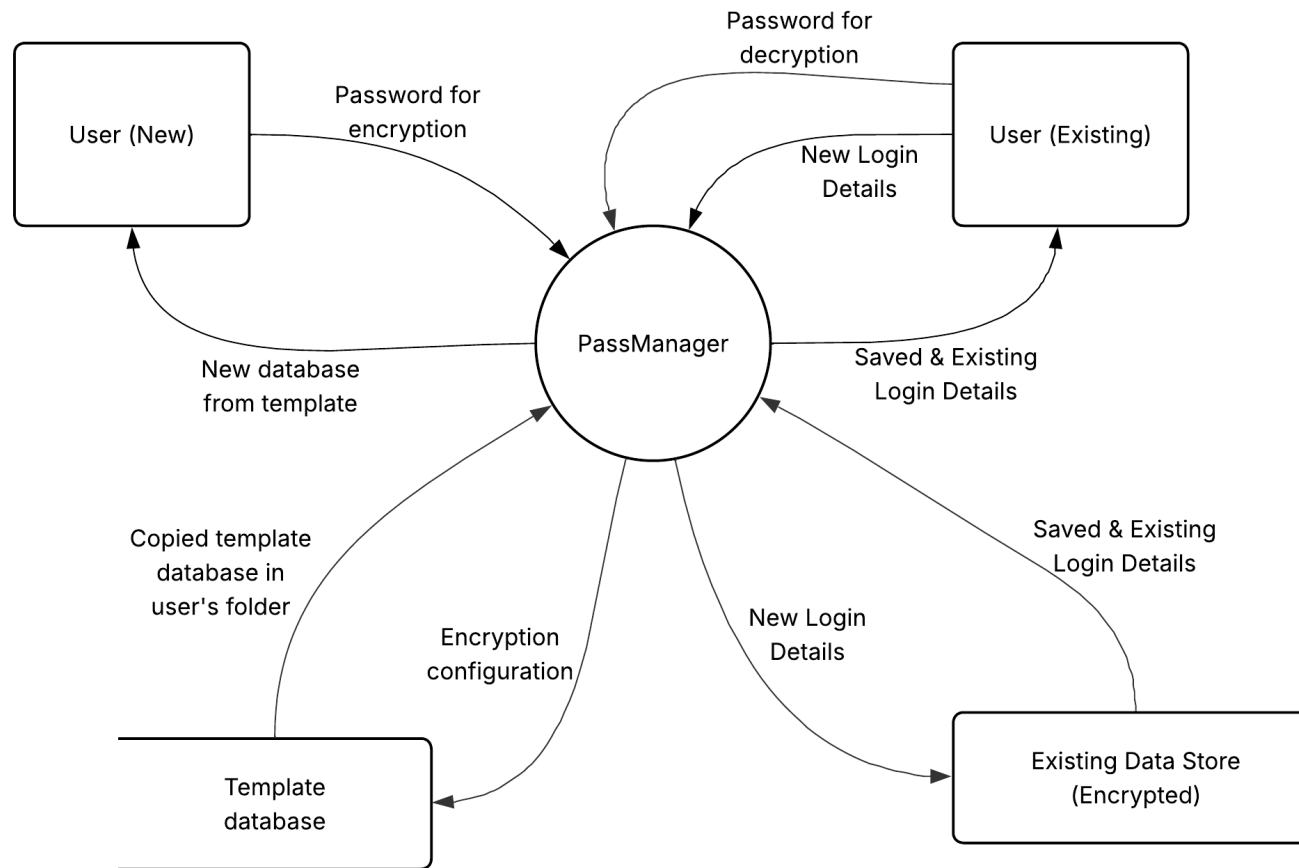 Password for
decryption
User (New)
Password for
encryption
User (Existing)
New Login
Details
PassManager
New database
from template
Saved & Existing
Login Details
Copied template
database in
user's folder
Encryption
configuration
New Login
Details
Saved & Existing
Login Details
Template
database
Existing Data Store
(Encrypted)